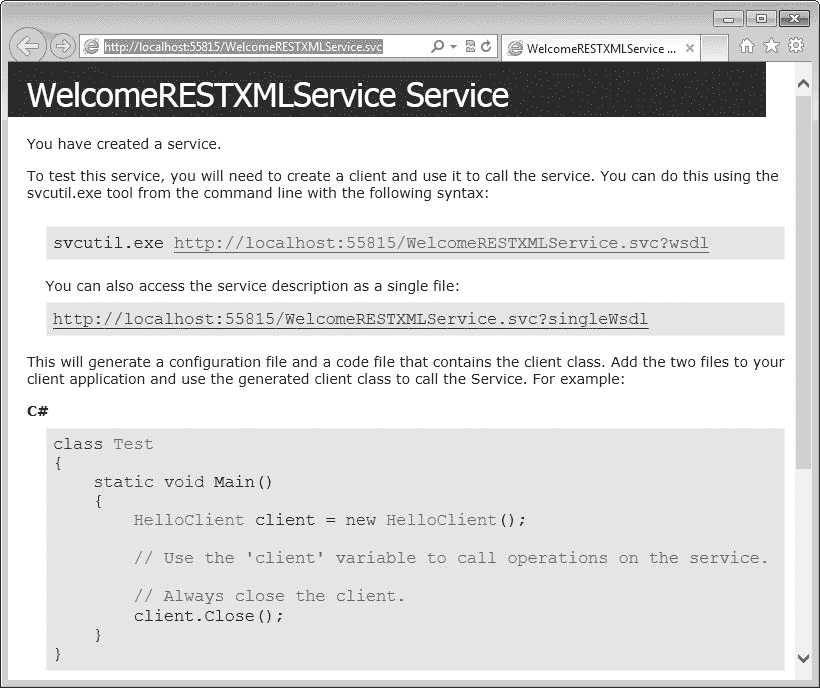 http://localhost:55815/WelcomeRESTXMLService.svc
WelcomeRESTXMLService ...
WelcomeRESTXMLService Service
You have created a service.
To test this service, you will need to create a client and use it to call the service. You can do this using the
svcutil.exe tool from the command line with the following syntax:
svcutil.exe http://localhost:55815/WelcomeRESTXMLService.svc?wsdl
You can also access the service description as a single file:
http://localhost:55815/WelcomeRESTXMLService.svc?singleWsdl
This will generate a configuration file and a code file that contains the client class. Add the two files to your
client application and use the generated client class to call the Service. For example:
C#
class Test
{
    static void Main()
    {
        HelloClient client = new HelloClient();
        // Use the 'client' variable to call operations on the service.
        // Always close the client.
        client.Close();
    }
}